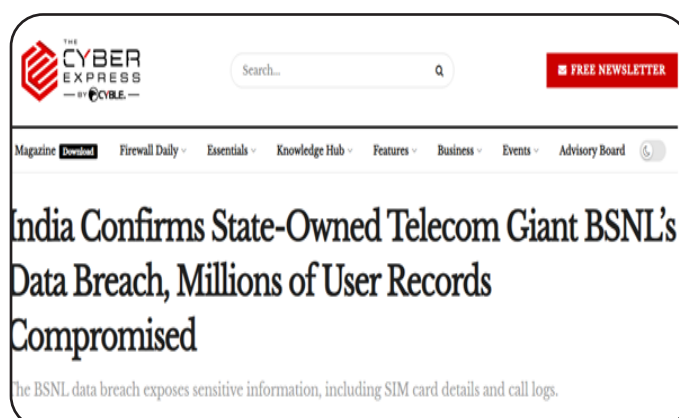 THE
CYBER
EXPRESS
BY CYBLE.
Search...
FREE NEWSLETTER
Magazine Download Firewall Daily Essentials Knowledge Hub Features Business Events Advisory Board
India Confirms State-Owned Telecom Giant BSNL's
Data Breach, Millions of User Records
Compromised
The BSNL data breach exposes sensitive information, including SIM card details and call logs.